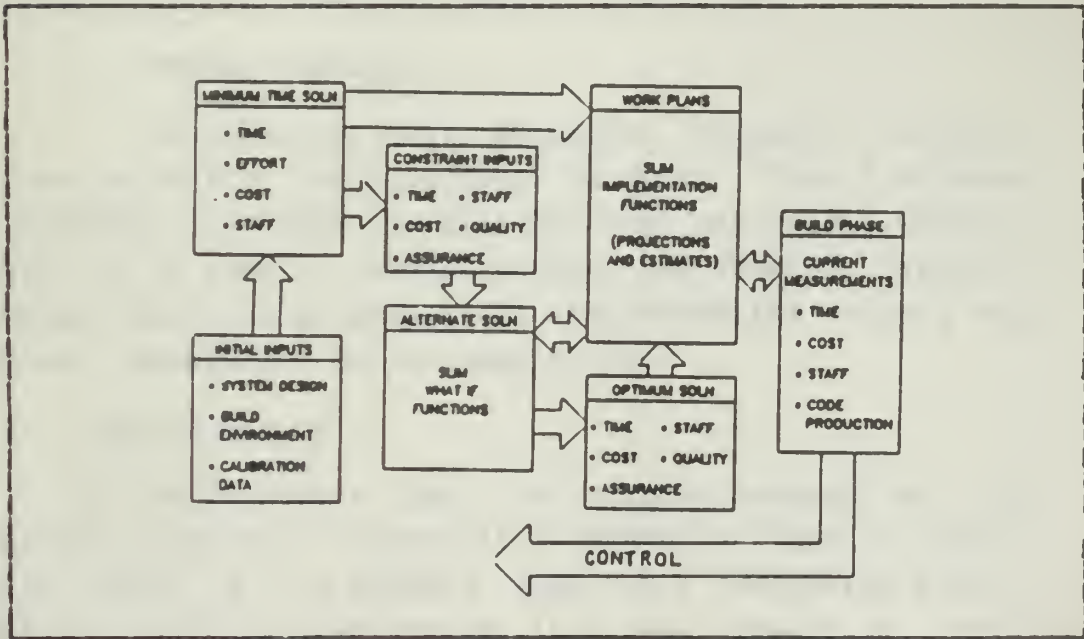 MINIMUM TIME SOLN
• TIME
• EFFORT
• COST
• STAFF
INITIAL INPUTS
• SYSTEM DESIGN
• BUILD
ENVIRONMENT
• CALIBRATION
DATA
CONSTRAINT INPUTS
• TIME • STAFF
• COST • QUALITY
• ASSURANCE
ALTERNATE SOLN
SLIM
WHAT IF
FUNCTIONS
WORK PLANS
SLIM
IMPLEMENTATION
FUNCTIONS
(PROJECTIONS
AND ESTIMATES)
OPTIMUM SOLN
• TIME • STAFF
• COST • QUALITY
• ASSURANCE
BUILD PHASE
CURRENT
MEASUREMENTS
• TIME
• COST
• STAFF
• CODE
PRODUCTION
CONTROL